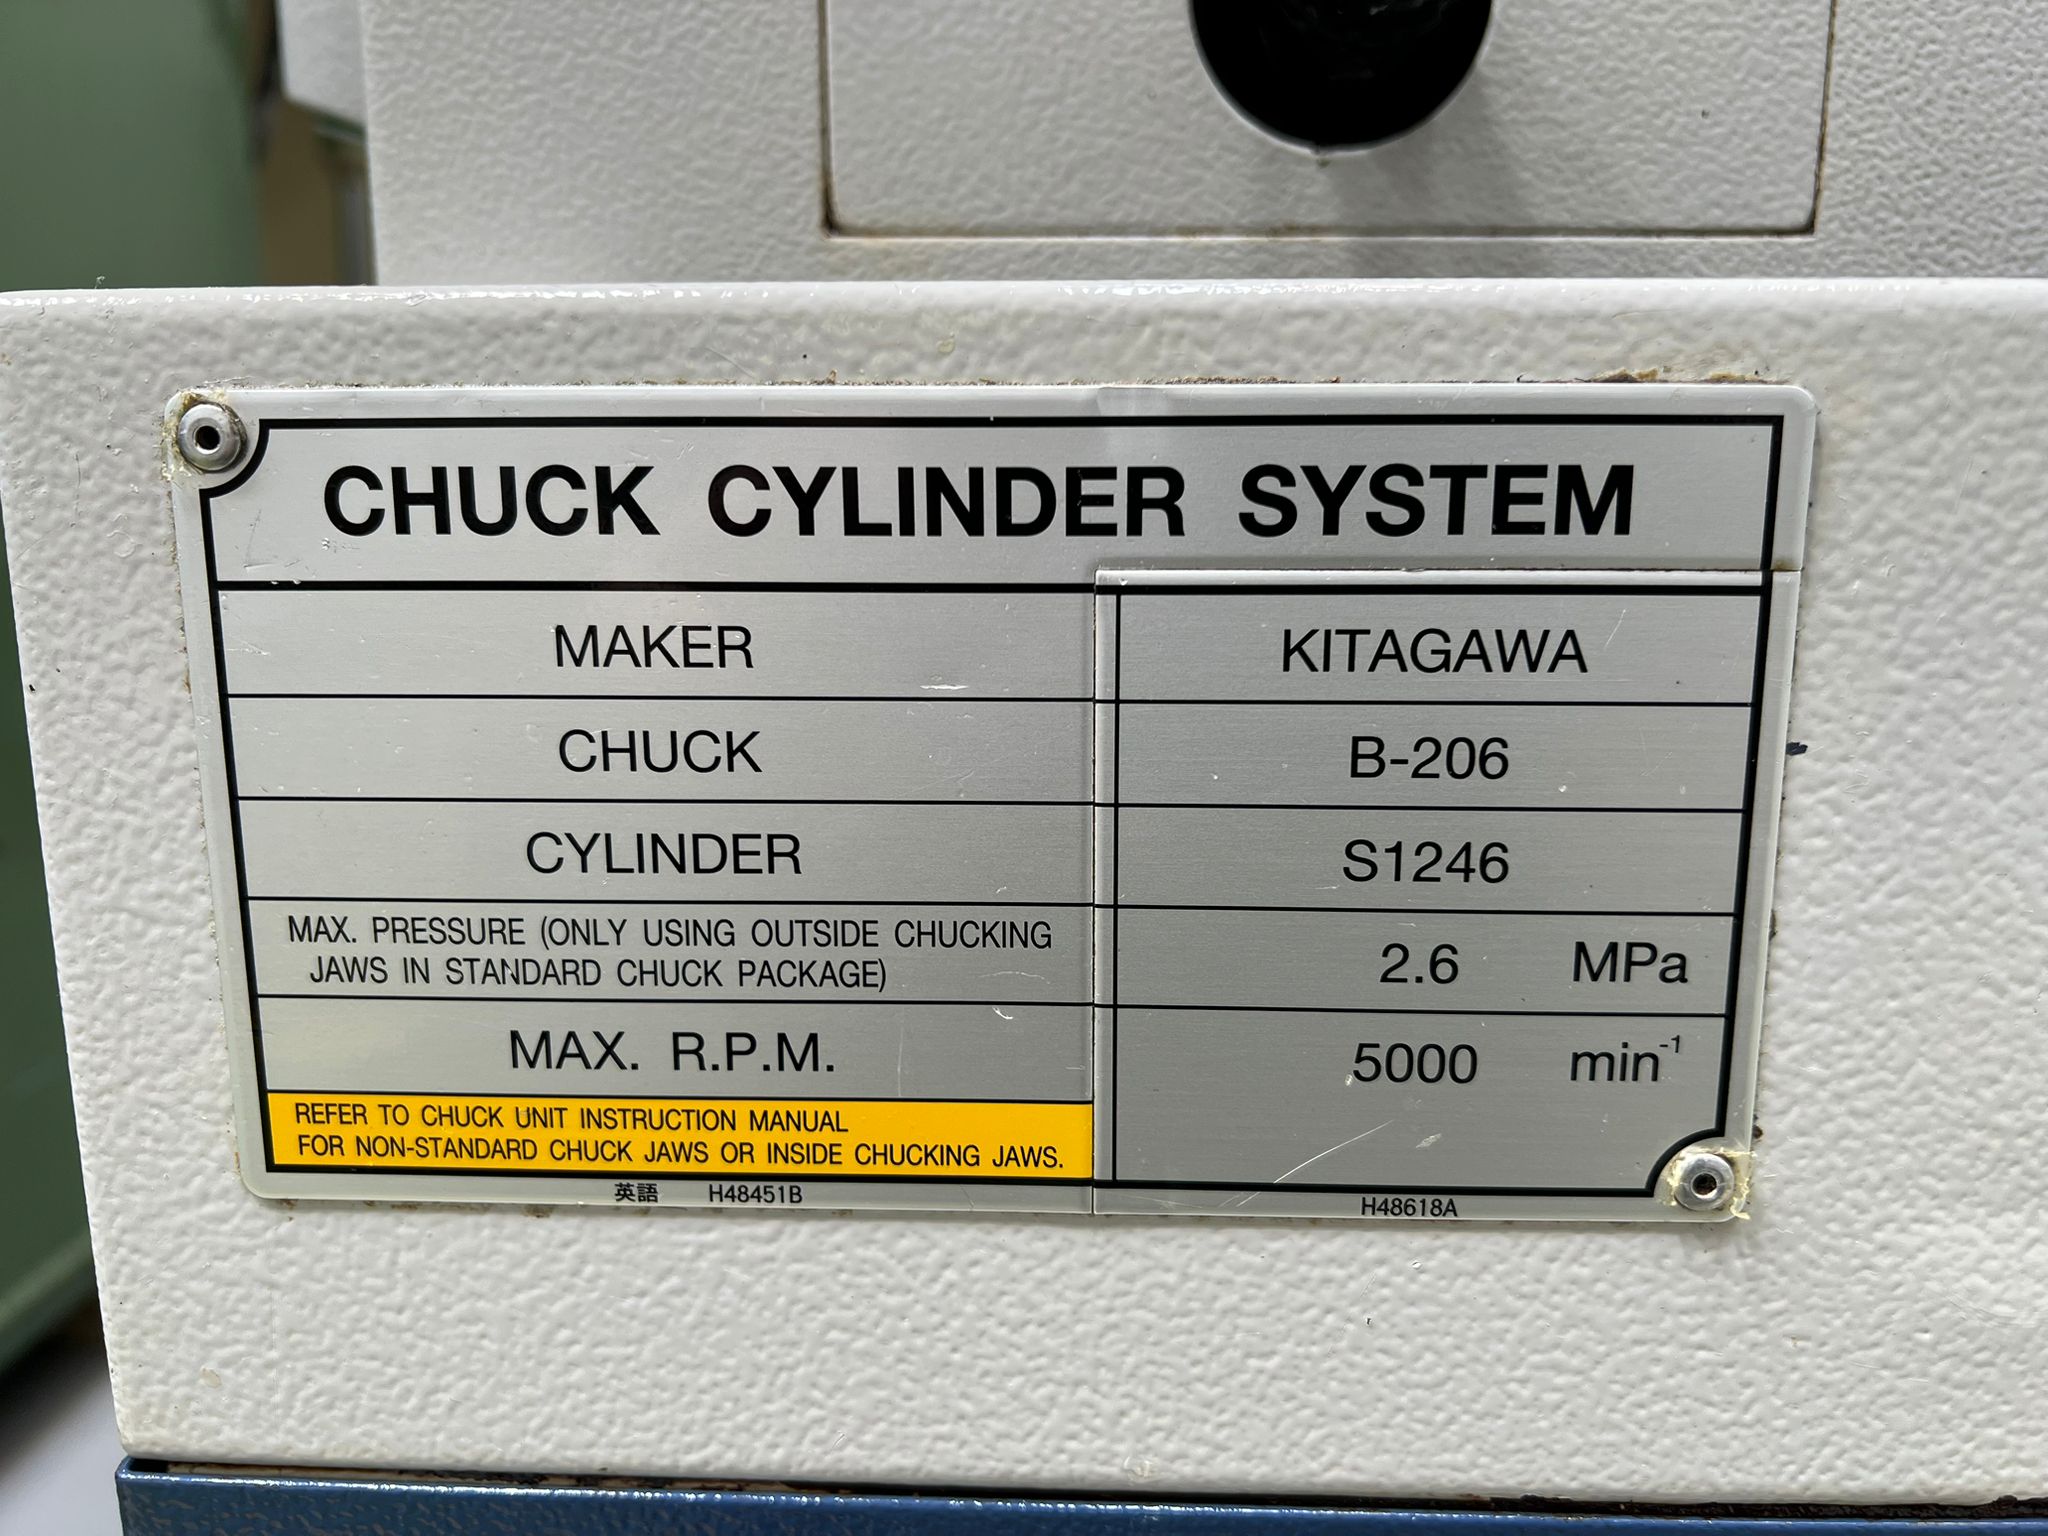 CHUCK CYLINDER SYSTEM
MAKER KITAGAWA
CHUCK B-206
CYLINDER S1246
MAX. PRESSURE (ONLY USING OUTSIDE CHUCKING
JAWS IN STANDARD CHUCK PACKAGE) 2.6 MPa
MAX. R.P.M. 5000 min⁻¹
REFER TO CHUCK UNIT INSTRUCTION MANUAL
FOR NON-STANDARD CHUCK JAWS OR INSIDE CHUCKING JAWS.
英語 H48451B H48618A